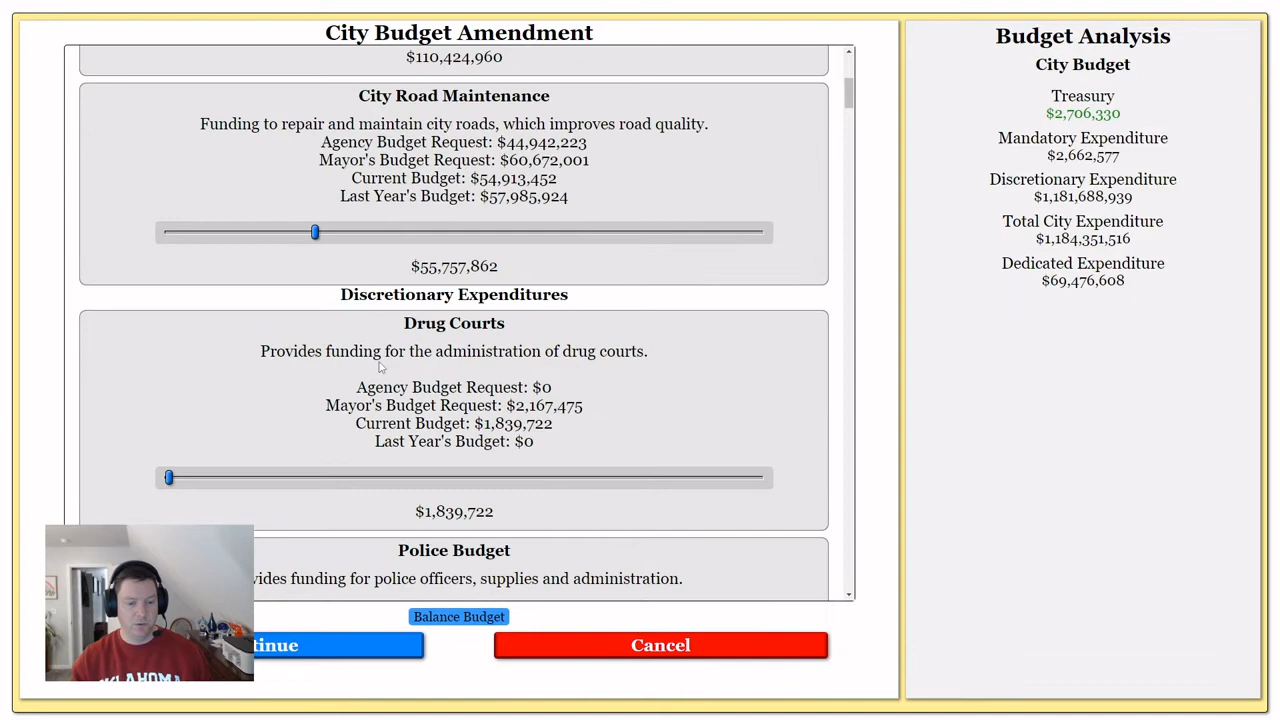 City Budget Amendment
$110,424,960
City Road Maintenance
Funding to repair and maintain city roads, which improves road quality.
Agency Budget Request: $44,942,223
Mayor's Budget Request: $60,672,001
Current Budget: $54,913,452
Last Year's Budget: $57,985,924
$55,757,862
Discretionary Expenditures
Drug Courts
Provides funding for the administration of drug courts.
Agency Budget Request: $0
Mayor's Budget Request: $2,167,475
Current Budget: $1,839,722
Last Year's Budget: $0
$1,839,722
Police Budget
vides funding for police officers, supplies and administration.
Balance Budget
tinue
Cancel
OKLAHOMA
Budget Analysis
City Budget
Treasury
$2,706,330
Mandatory Expenditure
$2,662,577
Discretionary Expenditure
$1,181,688,939
Total City Expenditure
$1,184,351,516
Dedicated Expenditure
$69,476,608